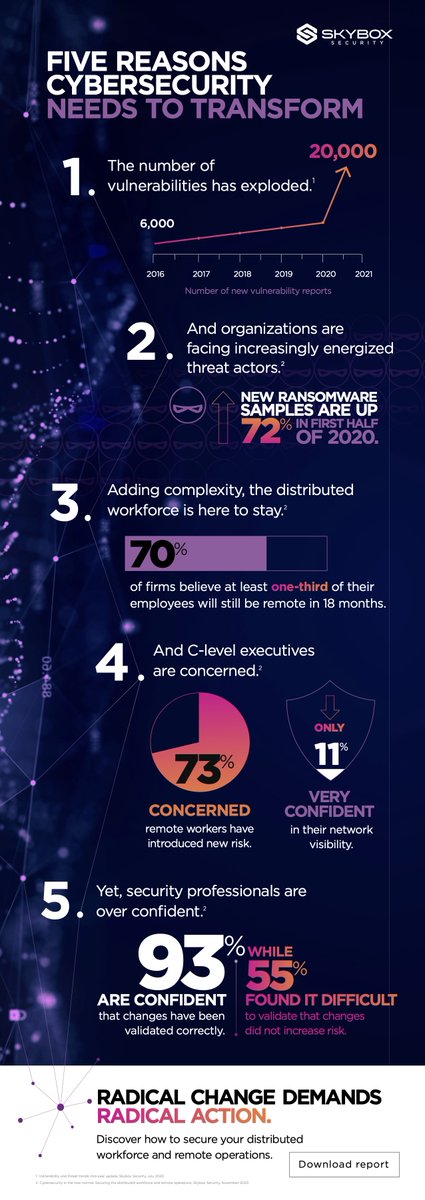 SKYBOX
SECURITY
FIVE REASONS
CYBERSECURITY
NEEDS TO TRANSFORM
1.
The number of
vulnerabilities has exploded.1
20,000
6,000
2016 2017 2018 2019 2020 2021
Number of new vulnerability reports
2.
And organizations are
facing increasingly energized
threat actors.2
NEW RANSOMWARE
SAMPLES ARE UP
72% IN FIRST HALF
OF 2020.
3.
Adding complexity, the distributed
workforce is here to stay.2
70%
of firms believe at least one-third of their
employees will still be remote in 18 months.
4.
And C-level executives
are concerned.2
73%
CONCERNED
remote workers have
introduced new risk.
ONLY
11%
VERY
CONFIDENT
in their network
visibility.
5.
Yet, security professionals are
over confident.2
93%
ARE CONFIDENT
that changes have been
validated correctly.
WHILE
55%
FOUND IT DIFFICULT
to validate that changes
did not increase risk.
RADICAL CHANGE DEMANDS
RADICAL ACTION.
Discover how to secure your distributed
workforce and remote operations.
Download report
1 Vulnerability and threat trends mid-year update, Skybox Security, July 2020
2 Cybersecurity in the new normal: Securing the distributed workforce and remote operations, Skybox Security, November 2020